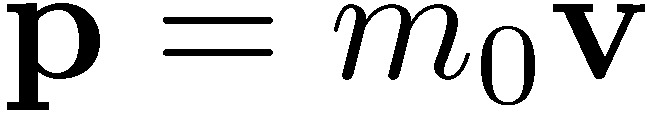 𝐩 = m₀𝐯